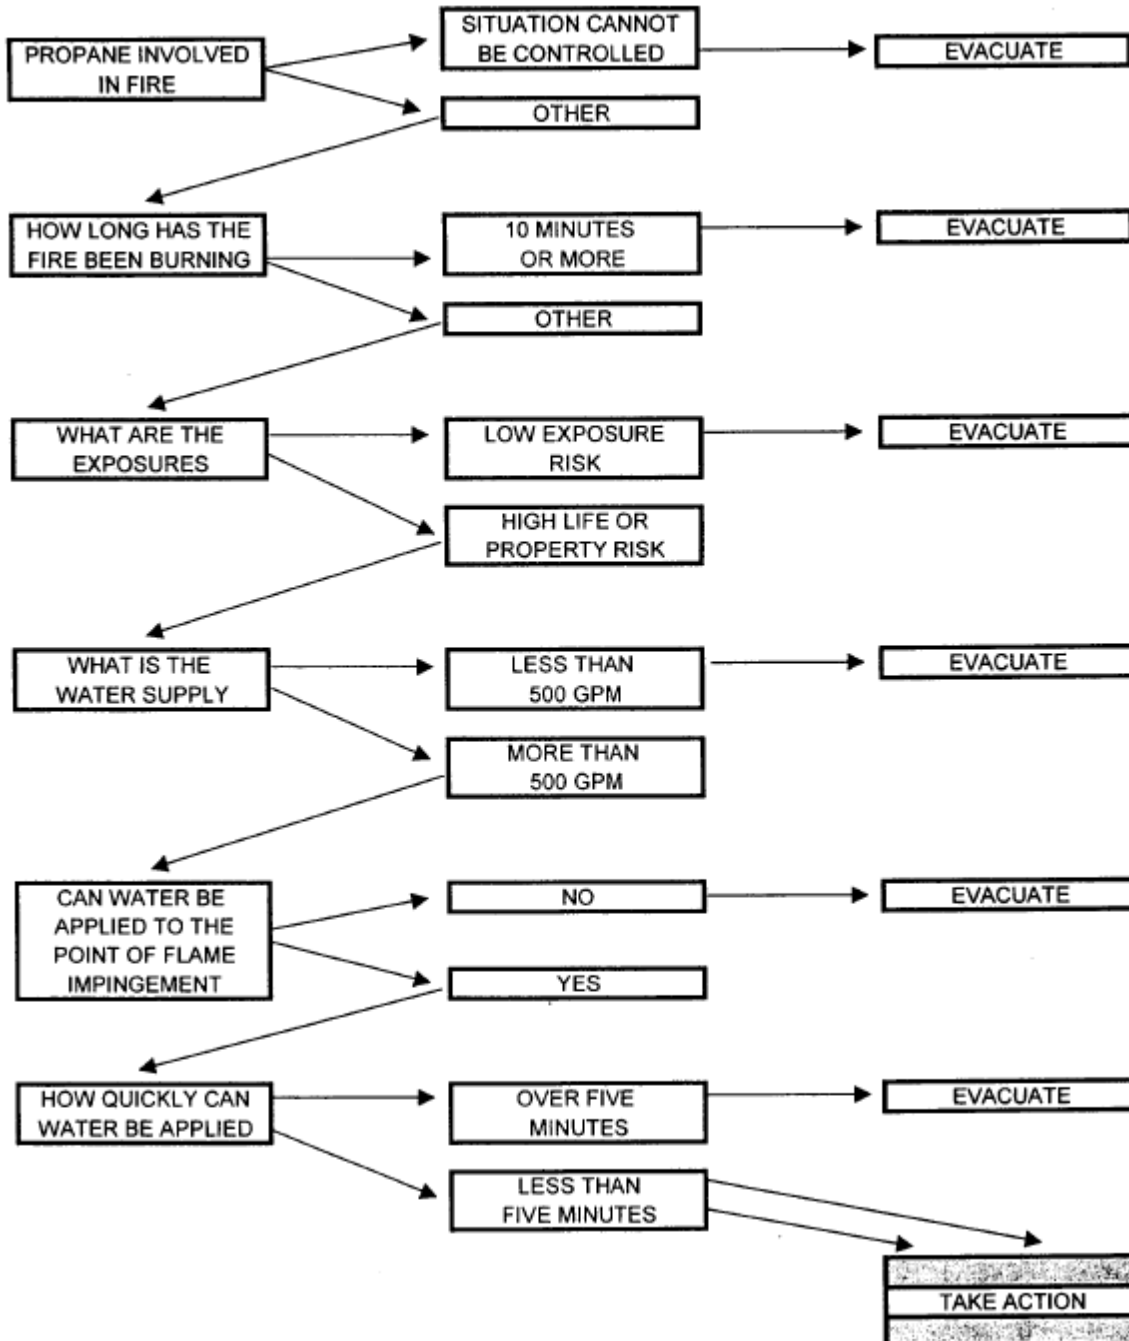 PROPANE INVOLVED
IN FIRE
SITUATION CANNOT
BE CONTROLLED
EVACUATE
OTHER
HOW LONG HAS THE
FIRE BEEN BURNING
10 MINUTES
OR MORE
EVACUATE
OTHER
WHAT ARE THE
EXPOSURES
LOW EXPOSURE
RISK
EVACUATE
HIGH LIFE OR
PROPERTY RISK
WHAT IS THE
WATER SUPPLY
LESS THAN
500 GPM
EVACUATE
MORE THAN
500 GPM
CAN WATER BE
APPLIED TO THE
POINT OF FLAME
IMPINGEMENT
NO
EVACUATE
YES
HOW QUICKLY CAN
WATER BE APPLIED
OVER FIVE
MINUTES
EVACUATE
LESS THAN
FIVE MINUTES
TAKE ACTION